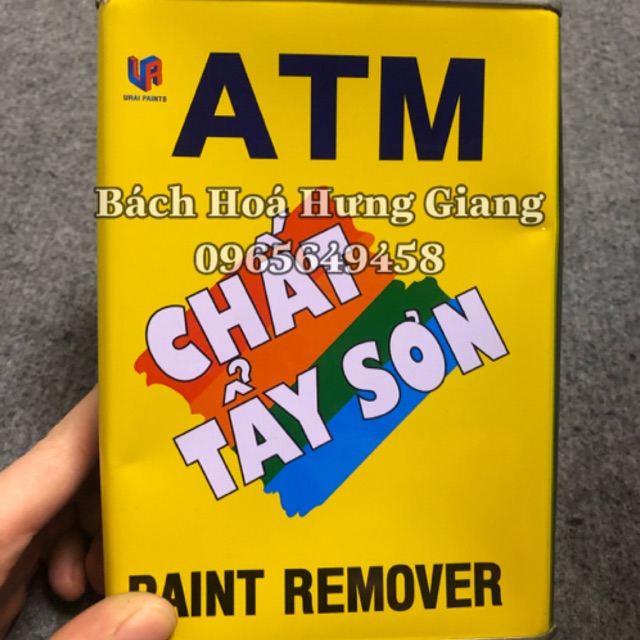 ATM
URAI PAINTS
Bách Hoá Hưng Giang
0965649458
CHẤT
TẨY SƠN
PAINT REMOVER